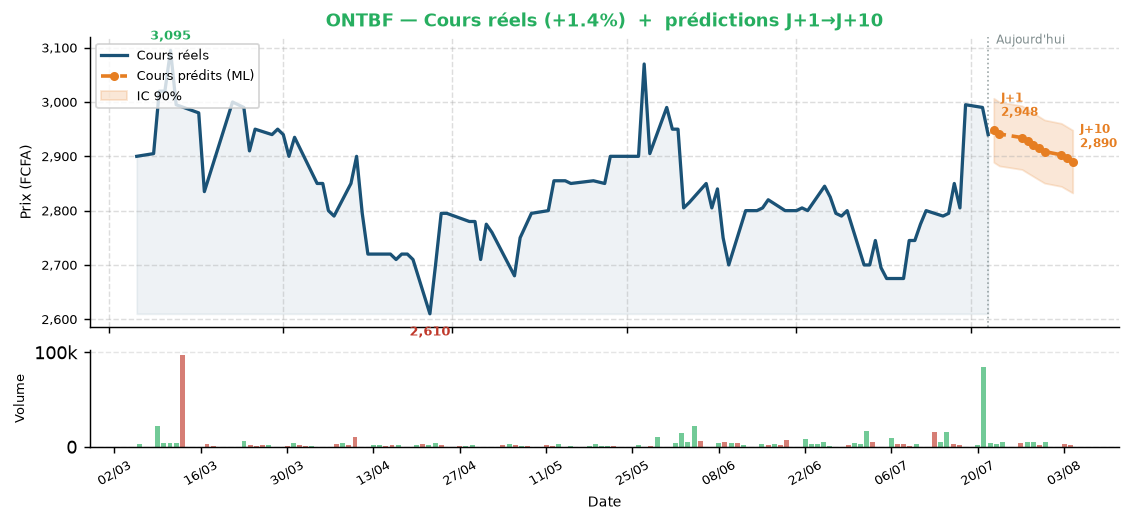 ONTBF — Cours réels (+1.4%) + prédictions J+1→J+10
3,095
Aujourd'hui
Cours réels
Cours prédits (ML)
IC 90%
J+1
2,948
J+10
2,890
2,610
Prix (FCFA)
3,100
3,000
2,900
2,800
2,700
2,600
Volume
100k
0
02/03 16/03 30/03 13/04 27/04 11/05 25/05 08/06 22/06 06/07 20/07 03/08
Date